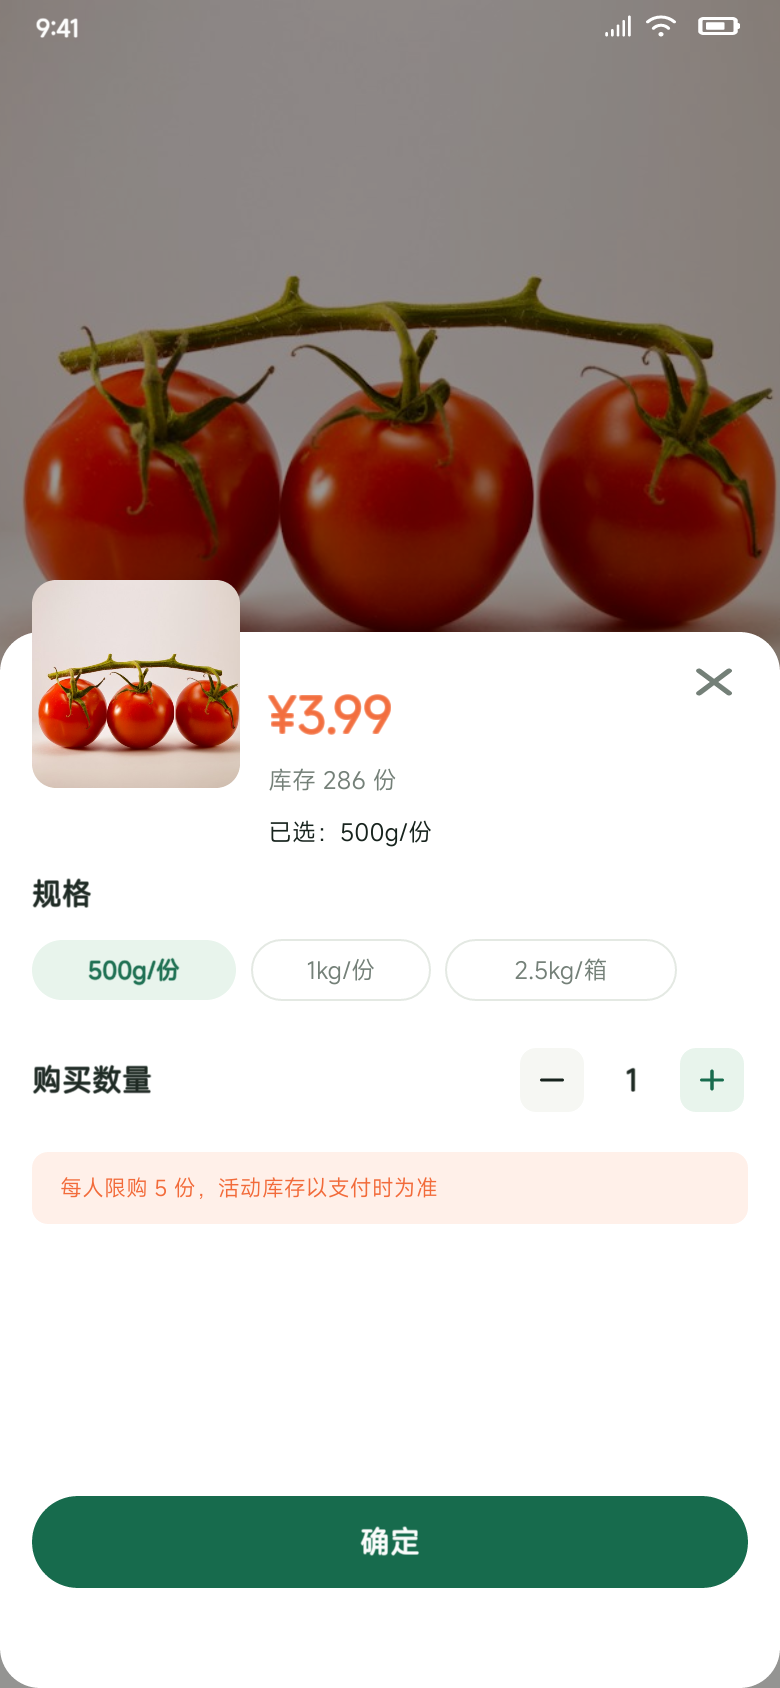 9:41
¥3.99
库存 286 份
已选：500g/份
规格
500g/份 1kg/份 2.5kg/箱
购买数量 1
每人限购 5 份，活动库存以支付时为准
确定